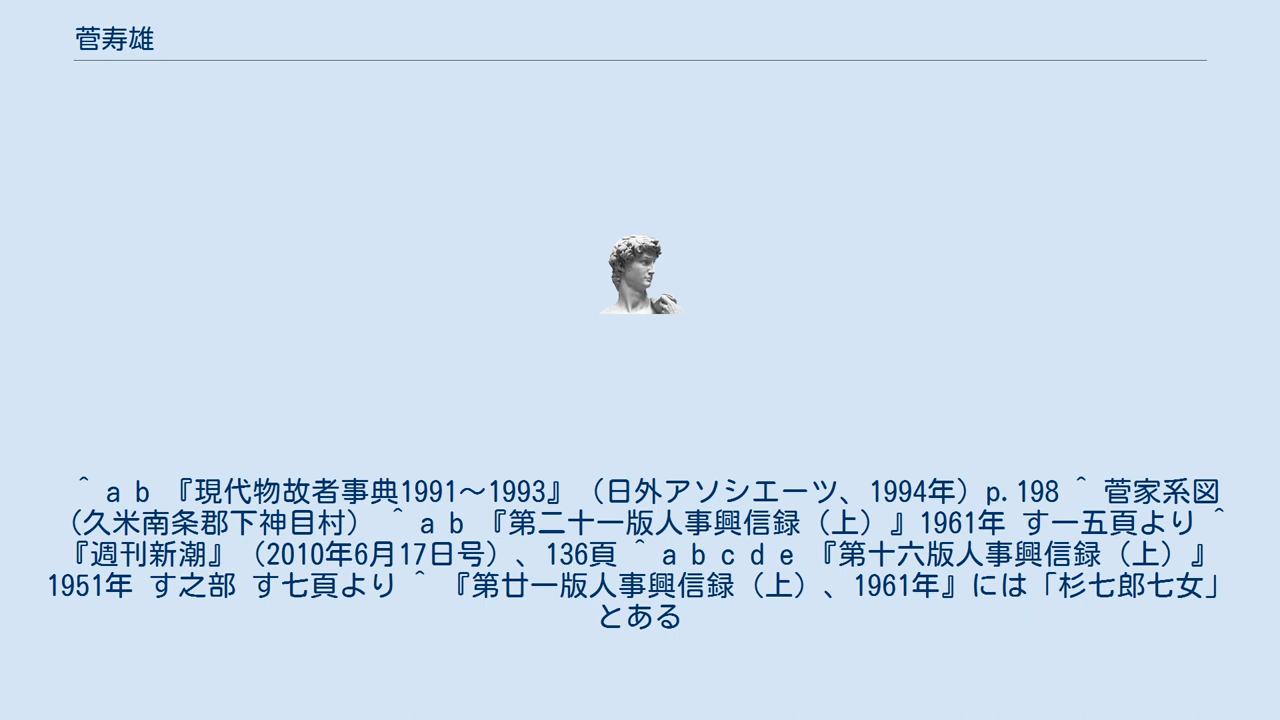 菅寿雄
^ a b 『現代物故者事典1991～1993』（日外アソシエーツ、1994年）p.198 ^ 菅家系図
（久米南条郡下神目村） ^ a b 『第二十一版人事興信録（上）』1961年 す一五頁より ^
『週刊新潮』（2010年6月17日号）、136頁 ^ a b c d e 『第十六版人事興信録（上）』
1951年 す之部 す七頁より ^ 『第廿一版人事興信録（上）、1961年』には「杉七郎七女」
とある